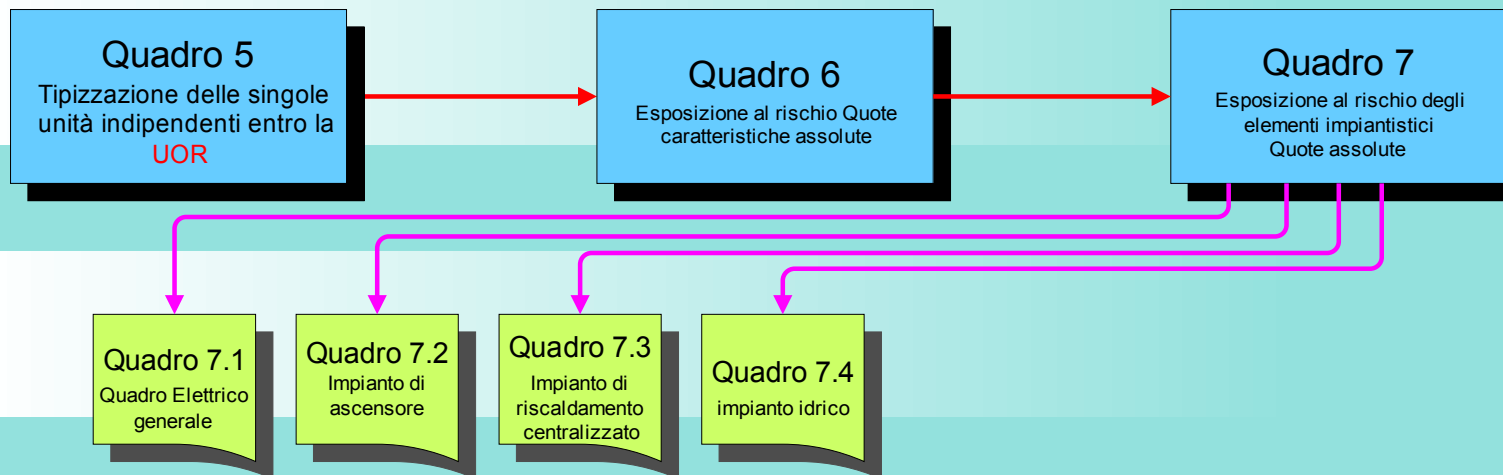 Quadro 5
Tipizzazione delle singole
unità indipendenti entro la
UOR
Quadro 6
Esposizione al rischio Quote
caratteristiche assolute
Quadro 7
Esposizione al rischio degli
elementi impiantistici
Quote assolute
Quadro 7.1
Quadro Elettrico
generale
Quadro 7.2
Impianto di
ascensore
Quadro 7.3
Impianto di
riscaldamento
centralizzato
Quadro 7.4
impianto idrico